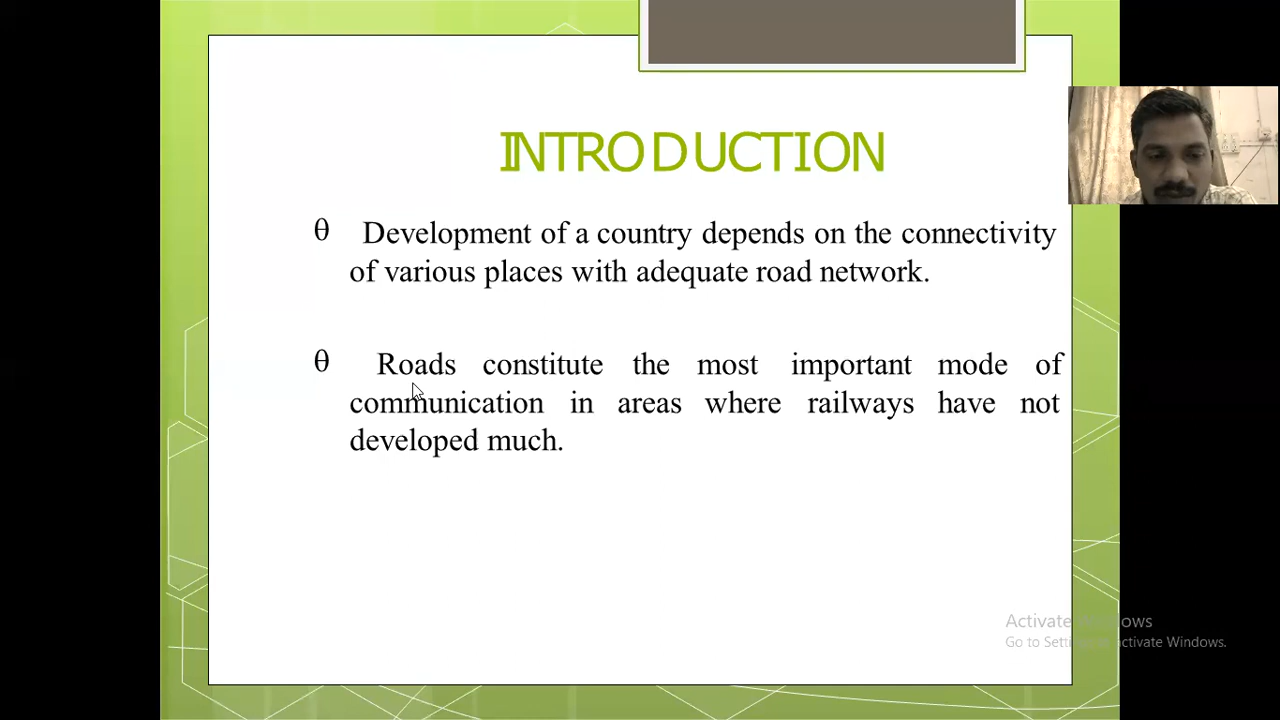 INTRODUCTION
θ Development of a country depends on the connectivity
of various places with adequate road network.
θ Roads constitute the most important mode of
communication in areas where railways have not
developed much.
Activate Windows
Go to Settings to activate Windows.